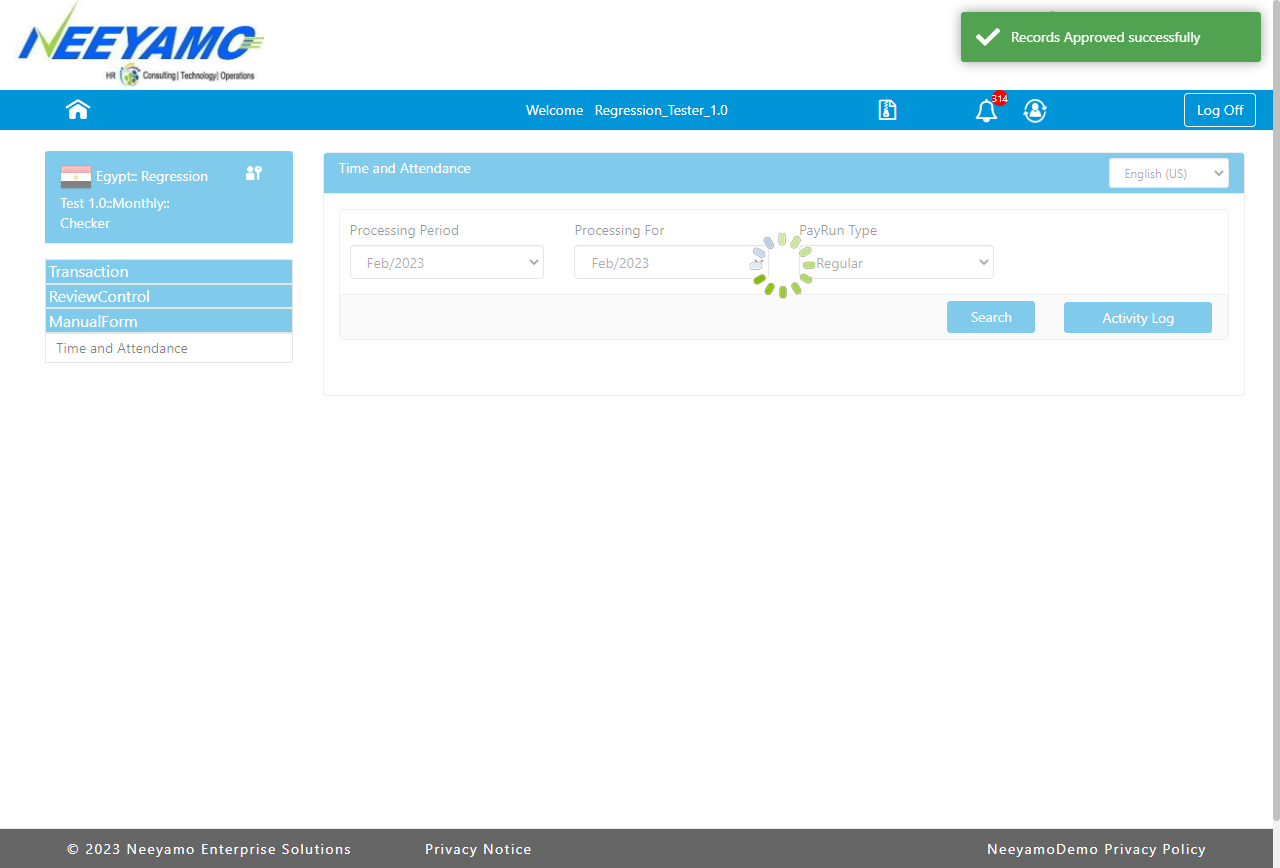 NEEYAMO
HR Consulting| Technology| Operations
Records Approved successfully
Welcome Regression_Tester_1.0
314
Log Off
Egypt:: Regression
Test 1.0::Monthly::
Checker
Transaction
ReviewControl
ManualForm
Time and Attendance
Time and Attendance
English (US)
Processing Period
Processing For
PayRun Type
Feb/2023
Feb/2023
Regular
Search
Activity Log
© 2023 Neeyamo Enterprise Solutions
Privacy Notice
NeeyamoDemo Privacy Policy